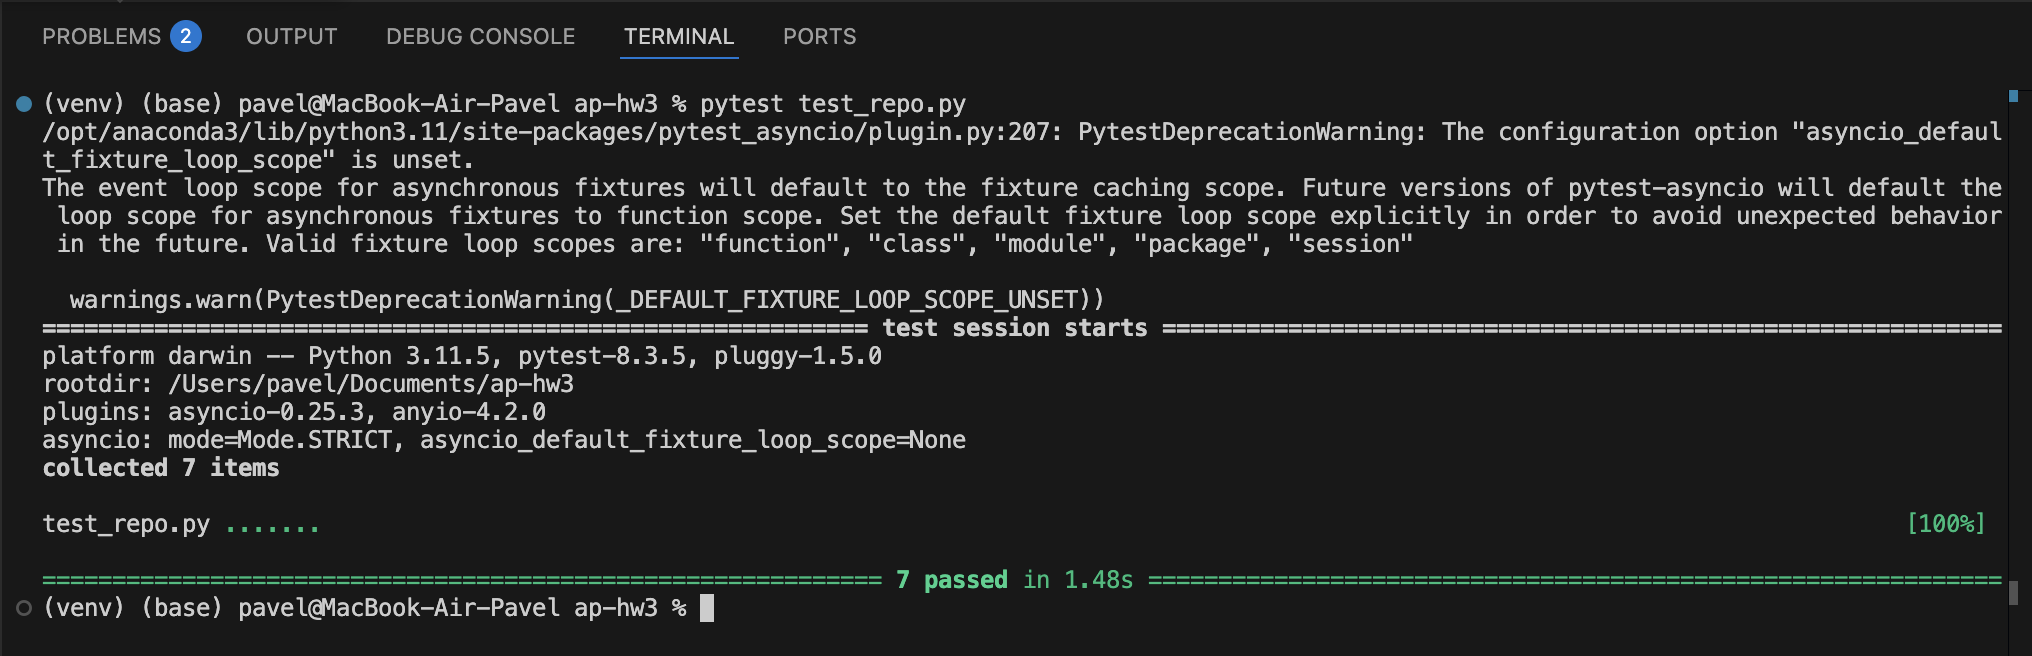 PROBLEMS 2 OUTPUT DEBUG CONSOLE TERMINAL PORTS
(venv) (base) pavel@MacBook-Air-Pavel ap-hw3 % pytest test_repo.py
/opt/anaconda3/lib/python3.11/site-packages/pytest_asyncio/plugin.py:207: PytestDeprecationWarning: The configuration option "asyncio_defaul
t_fixture_loop_scope" is unset.
The event loop scope for asynchronous fixtures will default to the fixture caching scope. Future versions of pytest-asyncio will default the
 loop scope for asynchronous fixtures to function scope. Set the default fixture loop scope explicitly in order to avoid unexpected behavior
 in the future. Valid fixture loop scopes are: "function", "class", "module", "package", "session"

  warnings.warn(PytestDeprecationWarning(_DEFAULT_FIXTURE_LOOP_SCOPE_UNSET))
=========================================================== test session starts ============================================================
platform darwin -- Python 3.11.5, pytest-8.3.5, pluggy-1.5.0
rootdir: /Users/pavel/Documents/ap-hw3
plugins: asyncio-0.25.3, anyio-4.2.0
asyncio: mode=Mode.STRICT, asyncio_default_fixture_loop_scope=None
collected 7 items

test_repo.py ....... [100%]

============================================================ 7 passed in 1.48s =============================================================
(venv) (base) pavel@MacBook-Air-Pavel ap-hw3 %